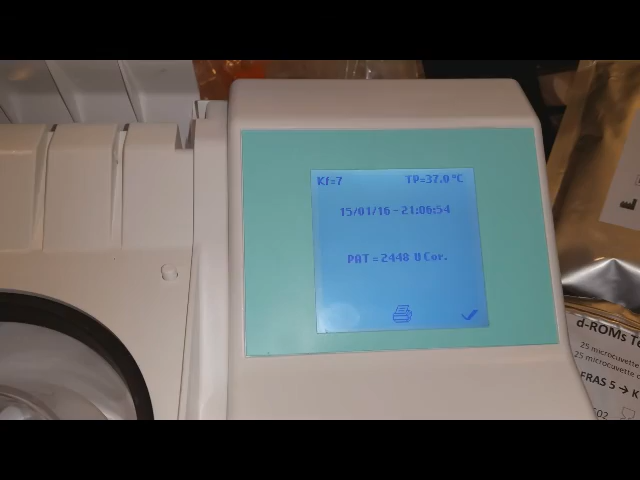 Kf=7 TP=37.0°C
15/01/16-21:06:54
PAT = 2448 U Cor.
d-ROMs
25 microcuvette
25 microcuvette
FRAS 5 → K